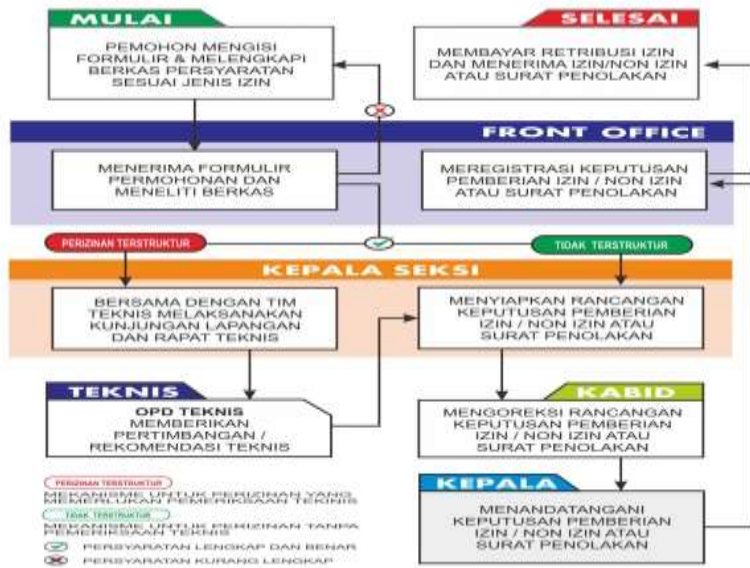 MULAI
PEMOHON MENGISI
FORMULIR & MELENGKAPI
BERKAS PERSYARATAN
SESUAI JENIS IZIN
SELESAI
MEMBAYAR RETRIBUSI IZIN
DAN MENERIMA IZIN/NON IZIN
ATAU SURAT PENOLAKAN
FRONT OFFICE
MENERIMA FORMULIR
PERMOHONAN DAN
MENELITI BERKAS
MEREGISTRASI KEPUTUSAN
PEMBERIAN IZIN / NON IZIN
ATAU SURAT PENOLAKAN
PERIZINAN TERSTRUKTUR
TIDAK TERSTRUKTUR
KEPALA SEKSI
BERSAMA DENGAN TIM
TEKNIS MELAKSANAKAN
KUNJUNGAN LAPANGAN
DAN RAPAT TEKNIS
MENYIAPKAN RANCANGAN
KEPUTUSAN PEMBERIAN
IZIN / NON IZIN ATAU
SURAT PENOLAKAN
TEKNIS
OPD TEKNIS
MEMBERIKAN
PERTIMBANGAN /
REKOMENDASI TEKNIS
KABID
MENGOREKSI RANCANGAN
KEPUTUSAN PEMBERIAN
IZIN / NON IZIN ATAU
SURAT PENOLAKAN
KEPALA
MENANDATANGANI
KEPUTUSAN PEMBERIAN
IZIN / NON IZIN ATAU
SURAT PENOLAKAN
PERIZINAN TERSTRUKTUR
MEKANISME UNTUK PERIZINAN YANG
MEMERLUKAN PEMERIKSAAN TEKINIS
TIDAK TERSTRUKTUR
MEKANISME UNTUK PERIZINAN TANPA
PEMERIKSAAN TEKNIS
PERSYARATAN LENGKAP DAN BENAR
PERSYARATAN KURANG LENGKAP